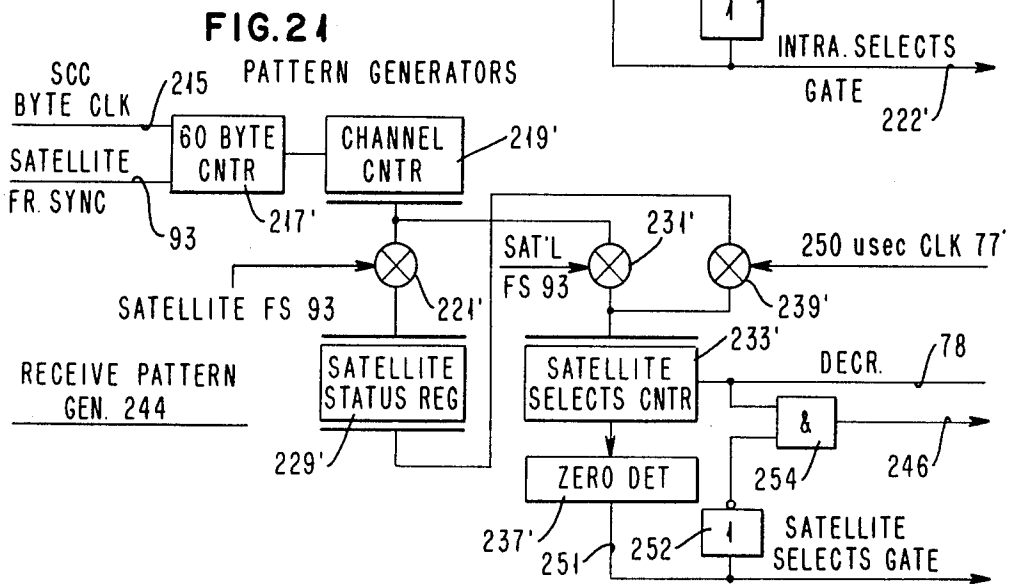 FIG.21
1
INTRA. SELECTS
GATE
222'
PATTERN GENERATORS
SCC
BYTE CLK
215
SATELLITE
FR. SYNC
93
60 BYTE
CNTR
217'
CHANNEL
CNTR
219'
SATELLITE FS 93
221'
SAT'L
FS 93
231'
250 usec CLK 77'
239'
RECEIVE PATTERN
GEN. 244
SATELLITE
STATUS REG
229'
SATELLITE
SELECTS CNTR
233'
DECR.
78
&
254
246
ZERO DET
237'
251
252
1
SATELLITE
SELECTS GATE